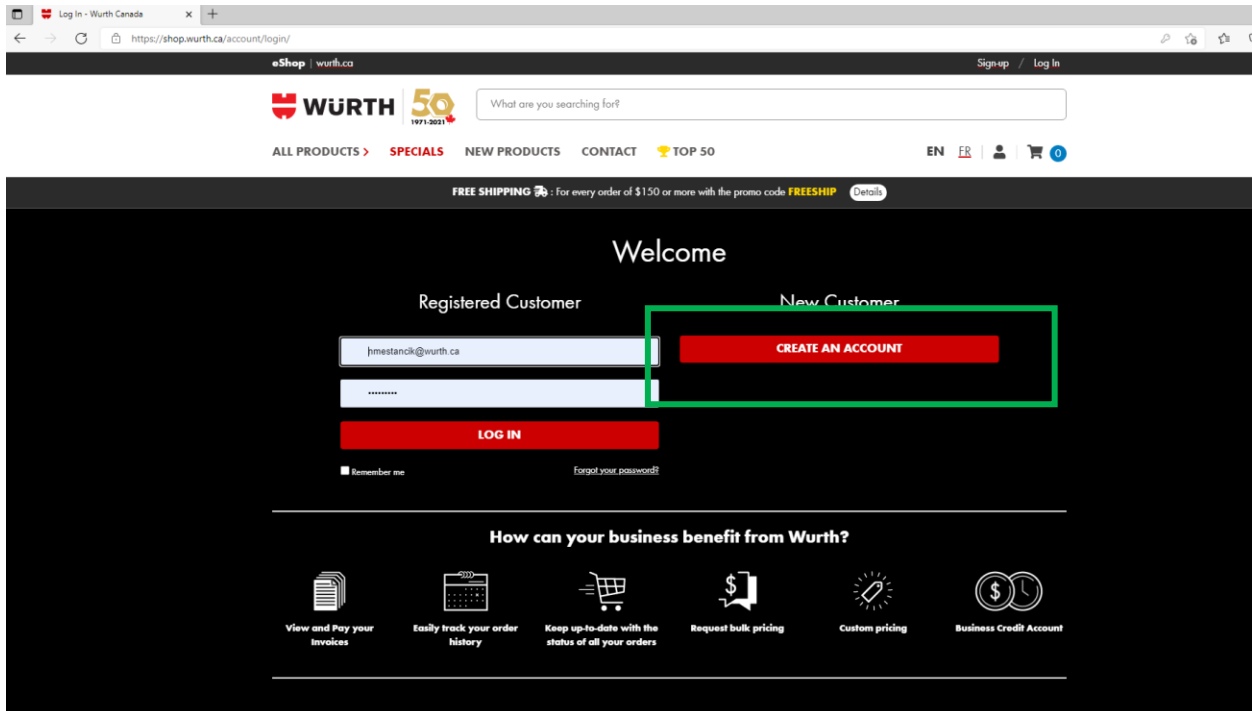 Log In - Wurth Canada
https://shop.wurth.ca/account/login/
eShop | wurth.ca
Sign-up / Log In
WÜRTH
50
1971-2021
What are you searching for?
ALL PRODUCTS >
SPECIALS
NEW PRODUCTS
CONTACT
TOP 50
EN
FR
0
FREE SHIPPING : For every order of $150 or more with the promo code FREESHIP
Details
Welcome
Registered Customer
New Customer
hmestancik@wurth.ca
CREATE AN ACCOUNT
•••••••••
LOG IN
Remember me
Forgot your password?
How can your business benefit from Wurth?
View and Pay your
Invoices
Easily track your order
history
Keep up-to-date with the
status of all your orders
Request bulk pricing
Custom pricing
Business Credit Account